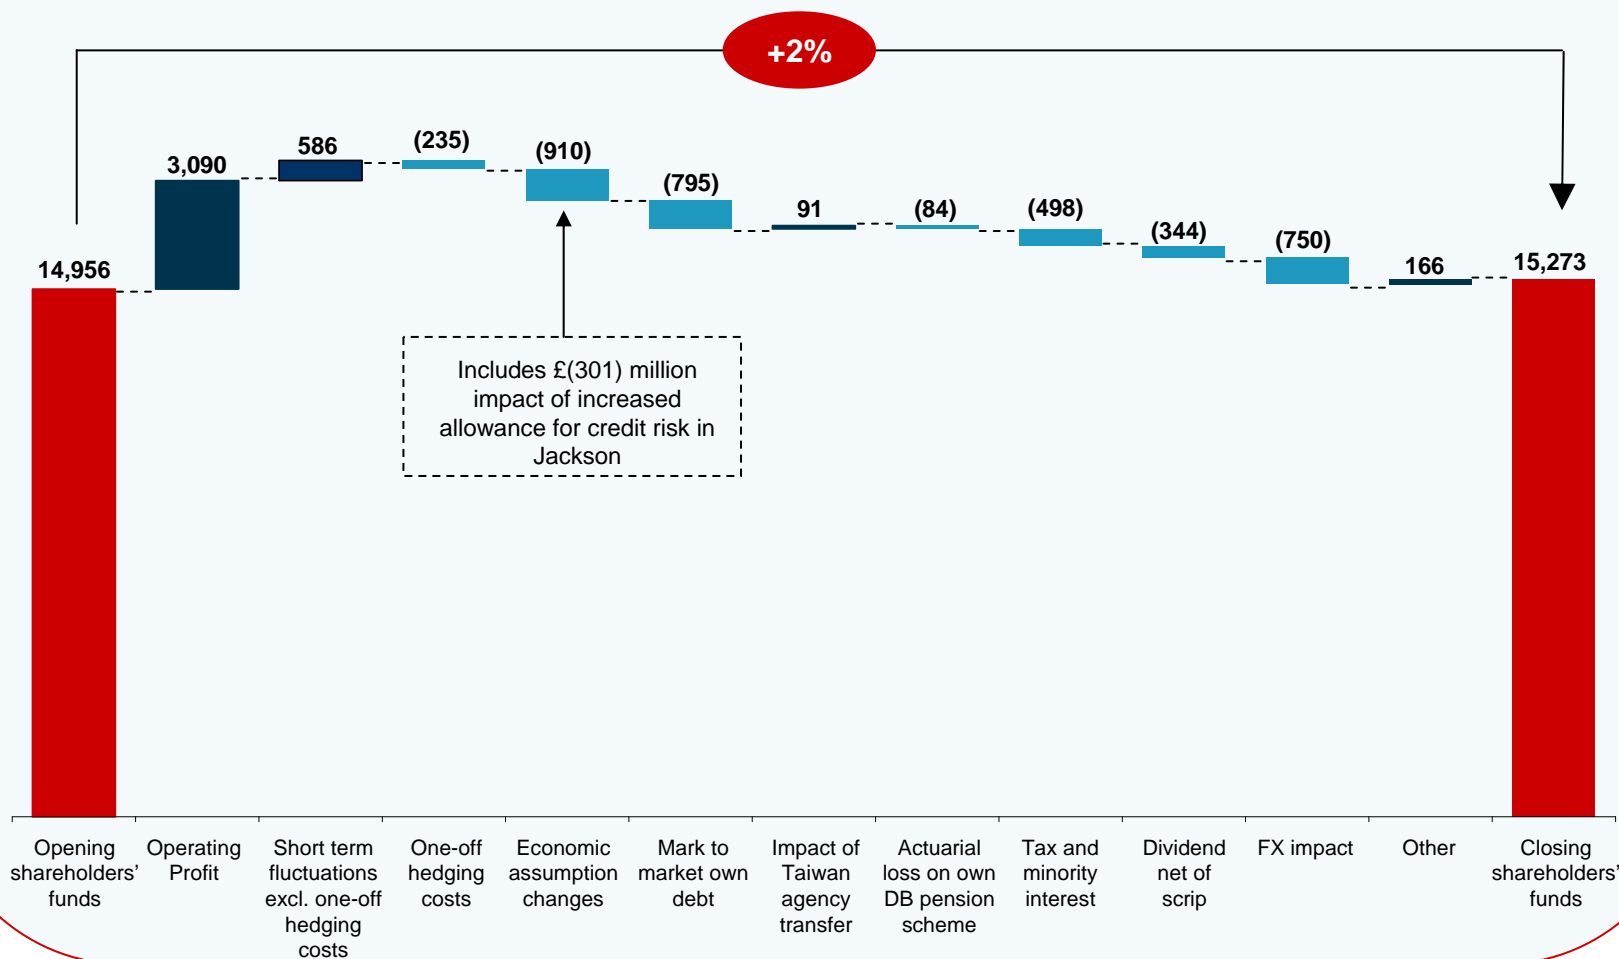 +2%
14,956
3,090
586
(235)
(910)
(795)
91
(84)
(498)
(344)
(750)
166
15,273
Includes £(301) million
impact of increased
allowance for credit risk in
Jackson
Opening
shareholders’
funds
Operating
Profit
Short term
fluctuations
excl. one-off
hedging
costs
One-off
hedging
costs
Economic
assumption
changes
Mark to
market own
debt
Impact of
Taiwan
agency
transfer
Actuarial
loss on own
DB pension
scheme
Tax and
minority
interest
Dividend
net of
scrip
FX impact
Other
Closing
shareholders’
funds